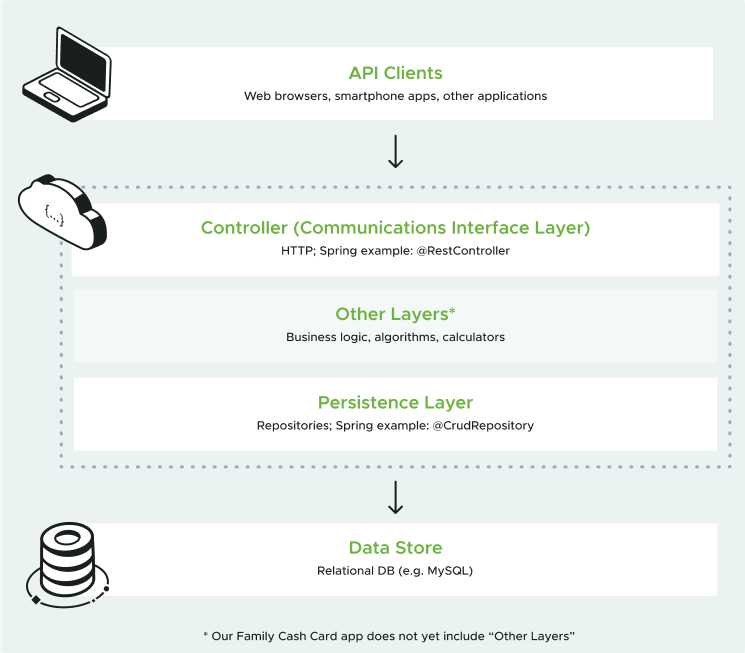 API Clients
Web browsers, smartphone apps, other applications
{...}
Controller (Communications Interface Layer)
HTTP; Spring example: @RestController
Other Layers*
Business logic, algorithms, calculators
Persistence Layer
Repositories; Spring example: @CrudRepository
Data Store
Relational DB (e.g. MySQL)
* Our Family Cash Card app does not yet include “Other Layers”